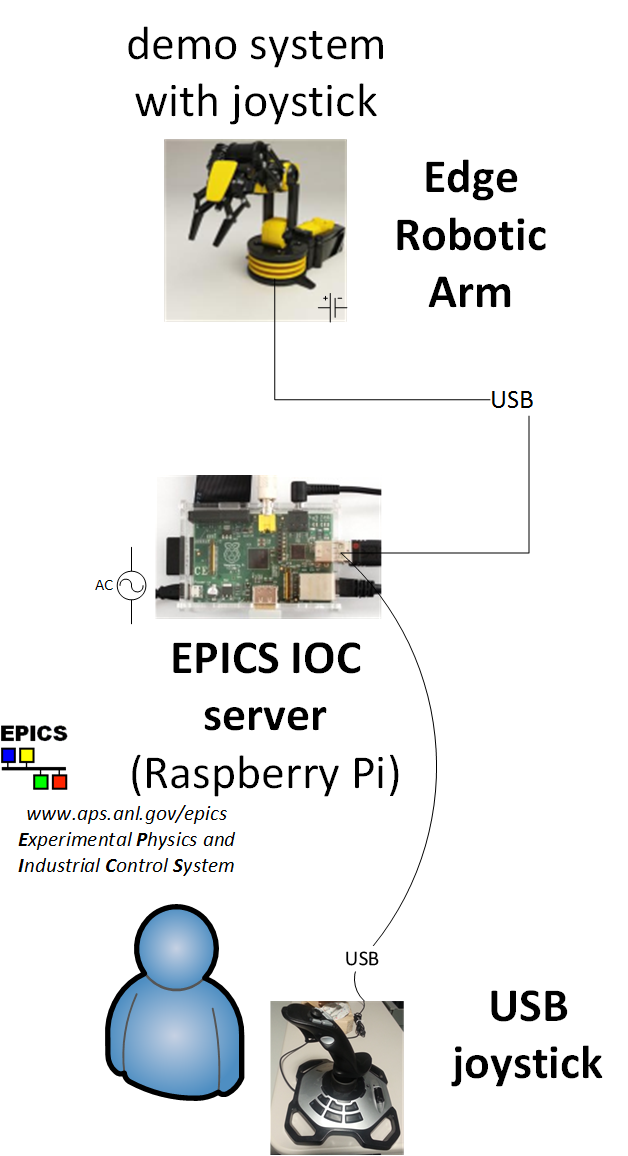 demo system
with joystick
Edge
Robotic
Arm
+ -
USB
AC
EPICS IOC
server
(Raspberry Pi)
EPICS
www.aps.anl.gov/epics
Experimental Physics and
Industrial Control System
USB
USB
joystick